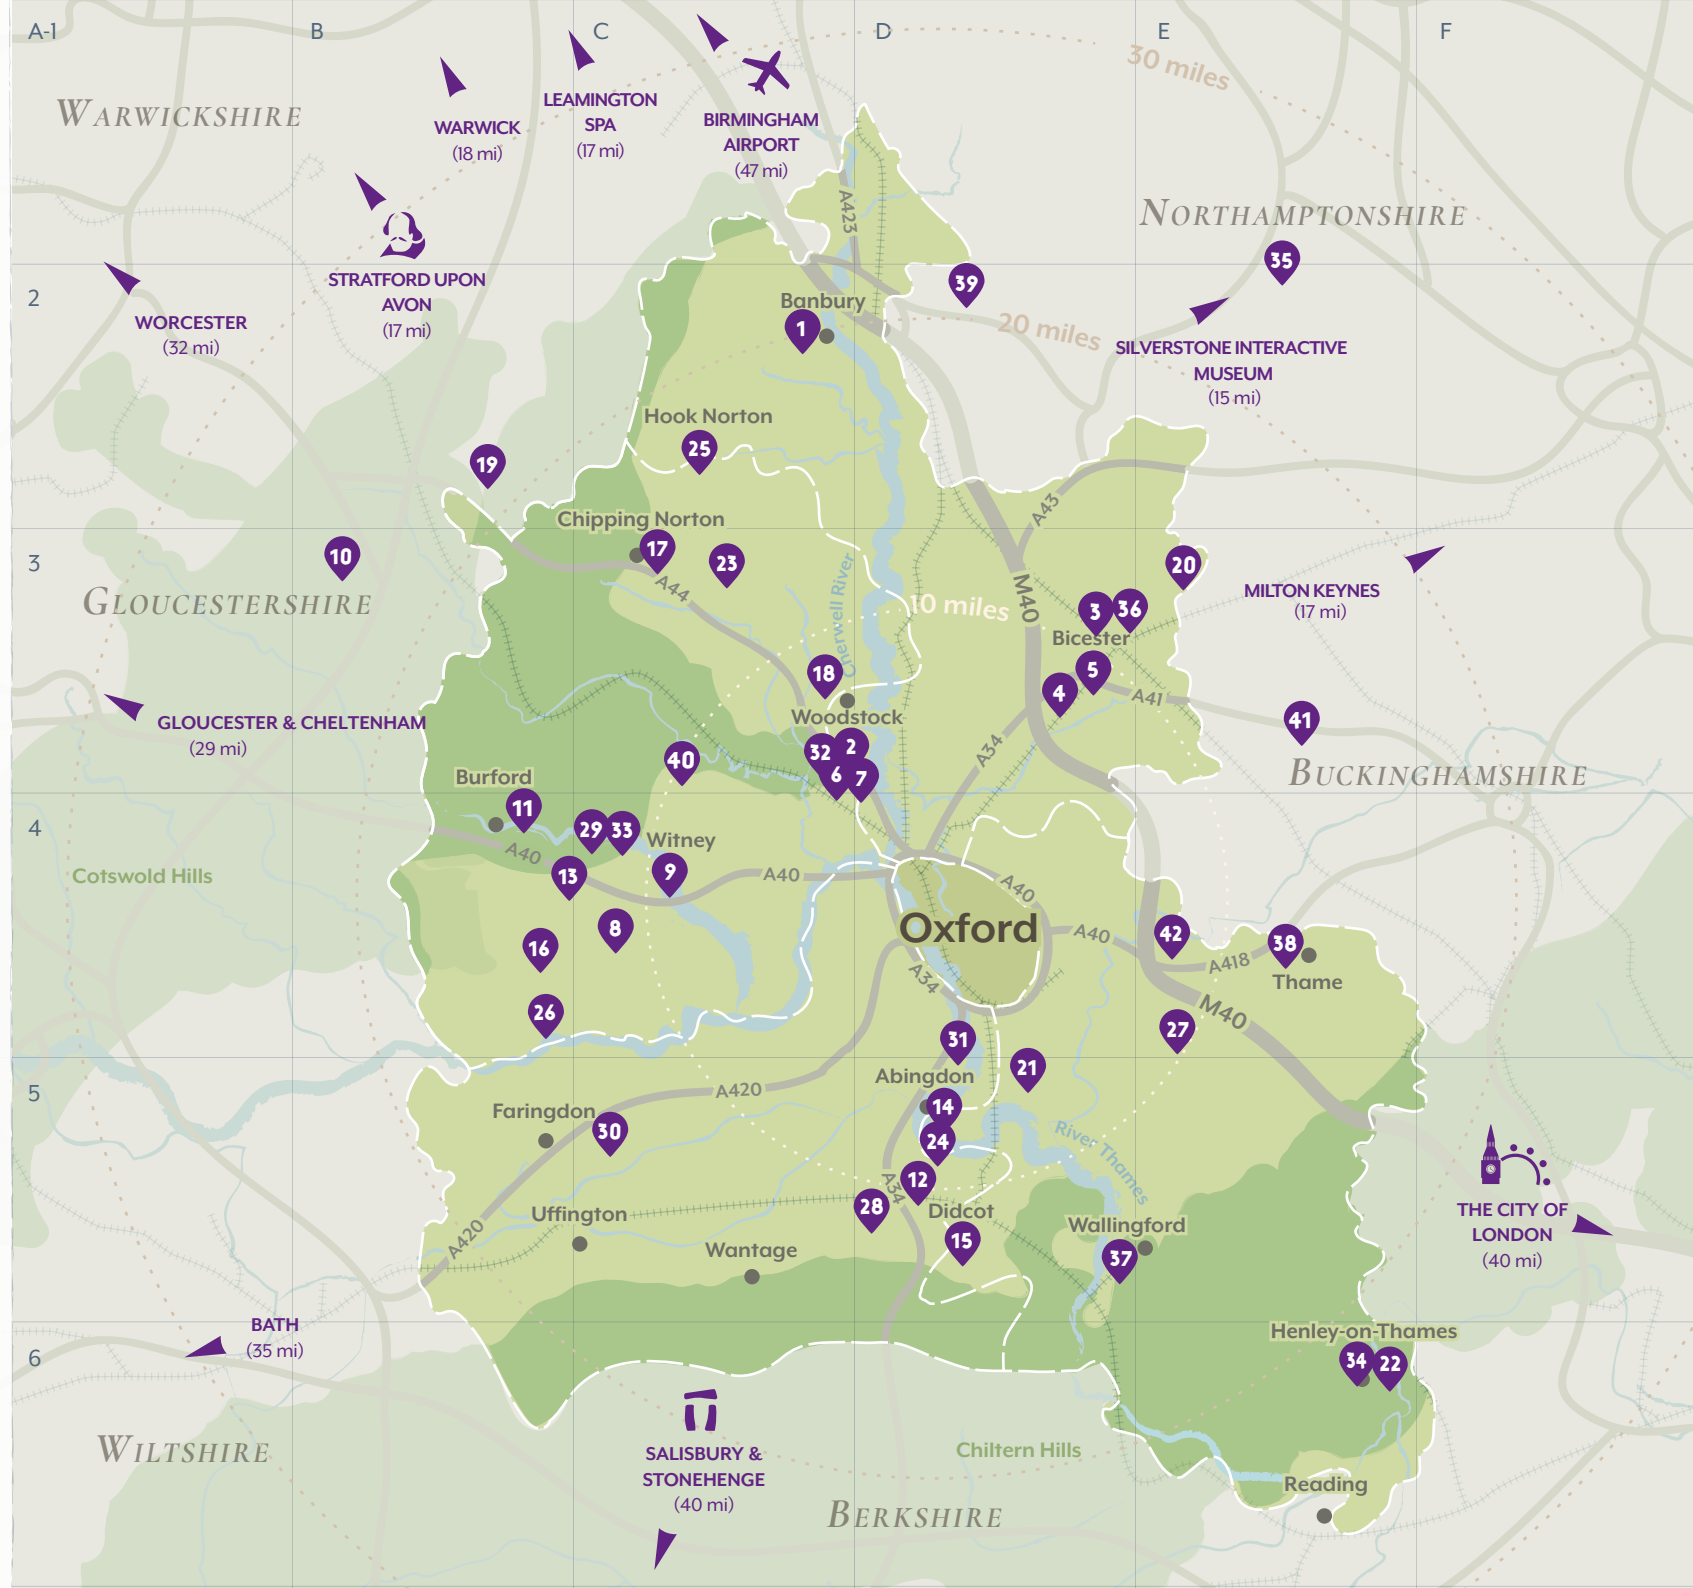 A-1
B
C
D
E
F
30 miles
WARWICKSHIRE
LEAMINGTON
SPA
(17 mi)
WARWICK
(18 mi)
BIRMINGHAM
AIRPORT
(47 mi)
A423
NORTHAMPTONSHIRE
35
STRATFORD UPON
AVON
(17 mi)
2
39
WORCESTER
(32 mi)
Banbury
1
20 miles
SILVERSTONE INTERACTIVE
MUSEUM
(15 mi)
Hook Norton
25
19
A43
Chipping Norton
17
23
10
3
20
A44
Cherwell River
10 miles
M40
3
36
Bicester
MILTON KEYNES
(17 mi)
GLOUCESTERSHIRE
18
5
4
A41
GLOUCESTER & CHELTENHAM
(29 mi)
Woodstock
41
32
2
6
7
A34
40
BUCKINGHAMSHIRE
Burford
11
4
29
33
Witney
A40
13
9
A40
A40
Cotswold Hills
8
16
Oxford
A40
42
38
A418
Thame
A34
26
M40
27
31
21
5
Abingdon
A420
14
Faringdon
30
24
River Thames
12
A34
28
Didcot
15
Uffington
A420
Wantage
Wallingford
37
THE CITY OF
LONDON
(40 mi)
BATH
(35 mi)
Henley-on-Thames
6
34
22
WILTSHIRE
SALISBURY &
STONEHENGE
(40 mi)
Chiltern Hills
Reading
BERKSHIRE